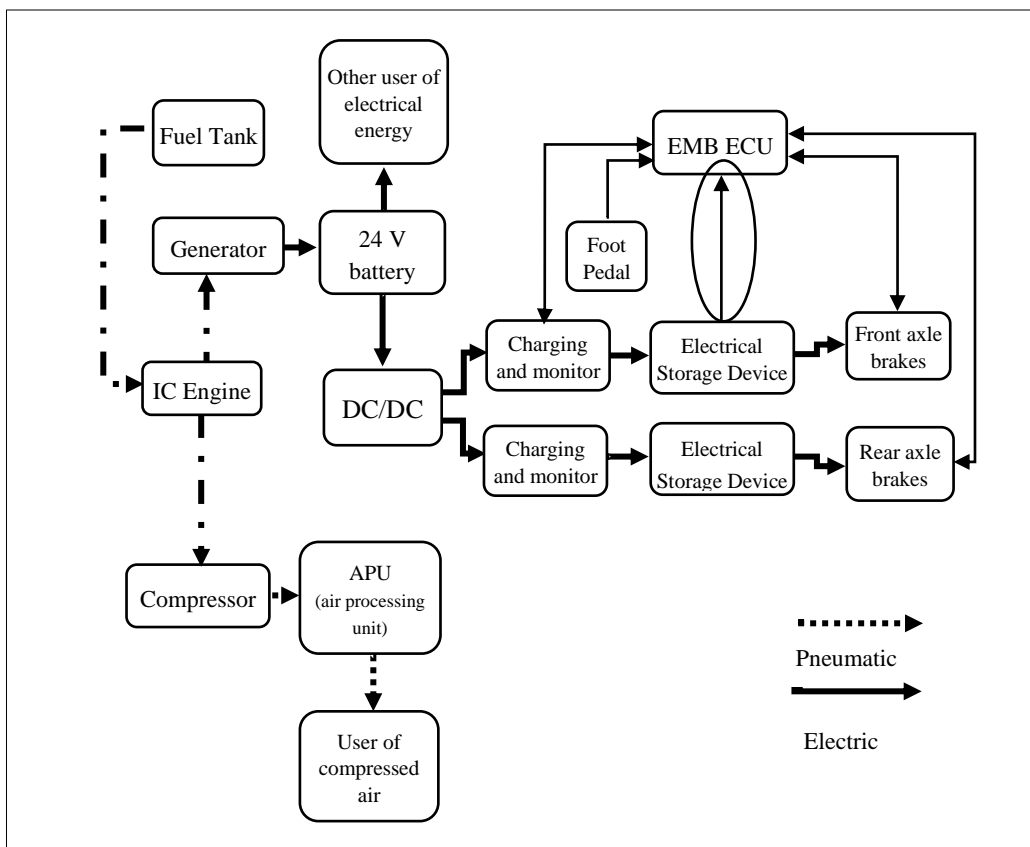 Other user of
electrical
energy
Fuel Tank
EMB ECU
Generator
24 V
battery
Foot
Pedal
Charging
and monitor
Electrical
Storage Device
Front axle
brakes
IC Engine
DC/DC
Charging
and monitor
Electrical
Storage Device
Rear axle
brakes
Compressor
APU
(air processing
unit)
Pneumatic
Electric
User of
compressed
air